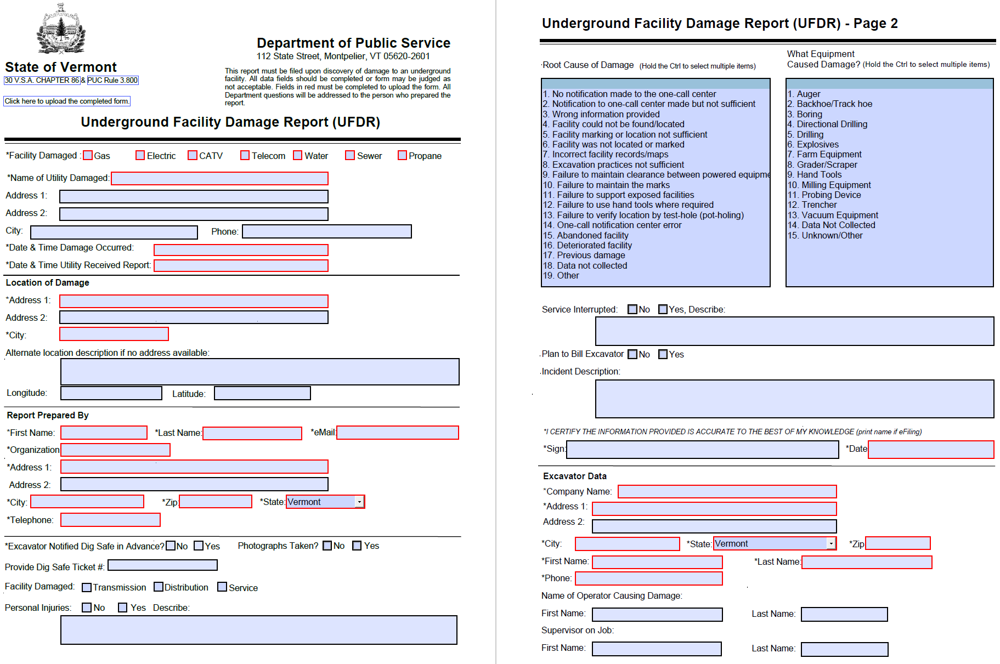 State of Vermont
30 V.S.A. CHAPTER 86 & PUC Rule 3.800
Click here to upload the completed form.
Department of Public Service
112 State Street, Montpelier, VT 05620-2601
This report must be filed upon discovery of damage to an underground
facility. All data fields should be completed or form may be judged as
not acceptable. Fields in red must be completed to upload the form. All
Department questions will be addressed to the person who prepared the
report.
Underground Facility Damage Report (UFDR)
*Facility Damaged : Gas Electric CATV Telecom Water Sewer Propane
*Name of Utility Damaged:
Address 1:
Address 2:
City: Phone:
*Date & Time Damage Occurred:
*Date & Time Utility Received Report:
Location of Damage
*Address 1:
Address 2:
*City:
Alternate location description if no address available:
Longitude: Latitude:
Report Prepared By
*First Name: *Last Name: *eMail:
*Organization
*Address 1:
Address 2:
*City: *Zip: *State: Vermont
*Telephone:
*Excavator Notified Dig Safe in Advance? No Yes Photographs Taken? No Yes
Provide Dig Safe Ticket #:
Facility Damaged: Transmission Distribution Service
Personal Injuries: No Yes Describe:
Underground Facility Damage Report (UFDR) - Page 2
Root Cause of Damage (Hold the Ctrl to select multiple items)
1. No notification made to the one-call center
2. Notification to one-call center made but not sufficient
3. Wrong information provided
4. Facility could not be found/located
5. Facility marking or location not sufficient
6. Facility was not located or marked
7. Incorrect facility records/maps
8. Excavation practices not sufficient
9. Failure to maintain clearance between powered equipme
10. Failure to maintain the marks
11. Failure to support exposed facilities
12. Failure to use hand tools where required
13. Failure to verify location by test-hole (pot-holing)
14. One-call notification center error
15. Abandoned facility
16. Deteriorated facility
17. Previous damage
18. Data not collected
19. Other
What Equipment
Caused Damage? (Hold the Ctrl to select multiple items)
1. Auger
2. Backhoe/Track hoe
3. Boring
4. Directional Drilling
5. Drilling
6. Explosives
7. Farm Equipment
8. Grader/Scraper
9. Hand Tools
10. Milling Equipment
11. Probing Device
12. Trencher
13. Vacuum Equipment
14. Data Not Collected
15. Unknown/Other
Service Interrupted: No Yes, Describe:
Plan to Bill Excavator No Yes
Incident Description:
*I CERTIFY THE INFORMATION PROVIDED IS ACCURATE TO THE BEST OF MY KNOWLEDGE (print name if eFiling)
*Sign: *Date
Excavator Data
*Company Name:
*Address 1:
Address 2:
*City: *State: Vermont *Zip
*First Name: *Last Name:
*Phone:
Name of Operator Causing Damage:
First Name: Last Name:
Supervisor on Job:
First Name: Last Name: